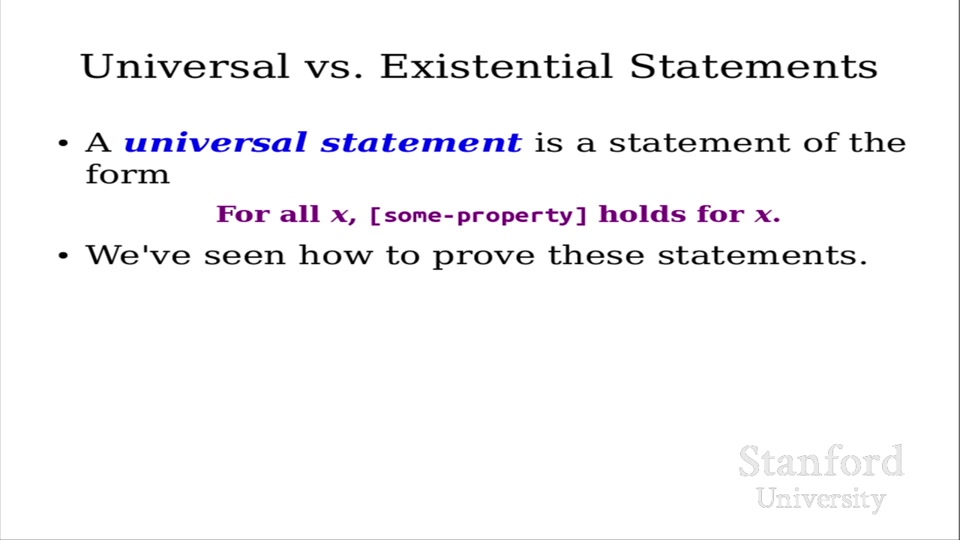 Universal vs. Existential Statements
• A universal statement is a statement of the
form
For all x, [some-property] holds for x.
• We've seen how to prove these statements.
Stanford
University